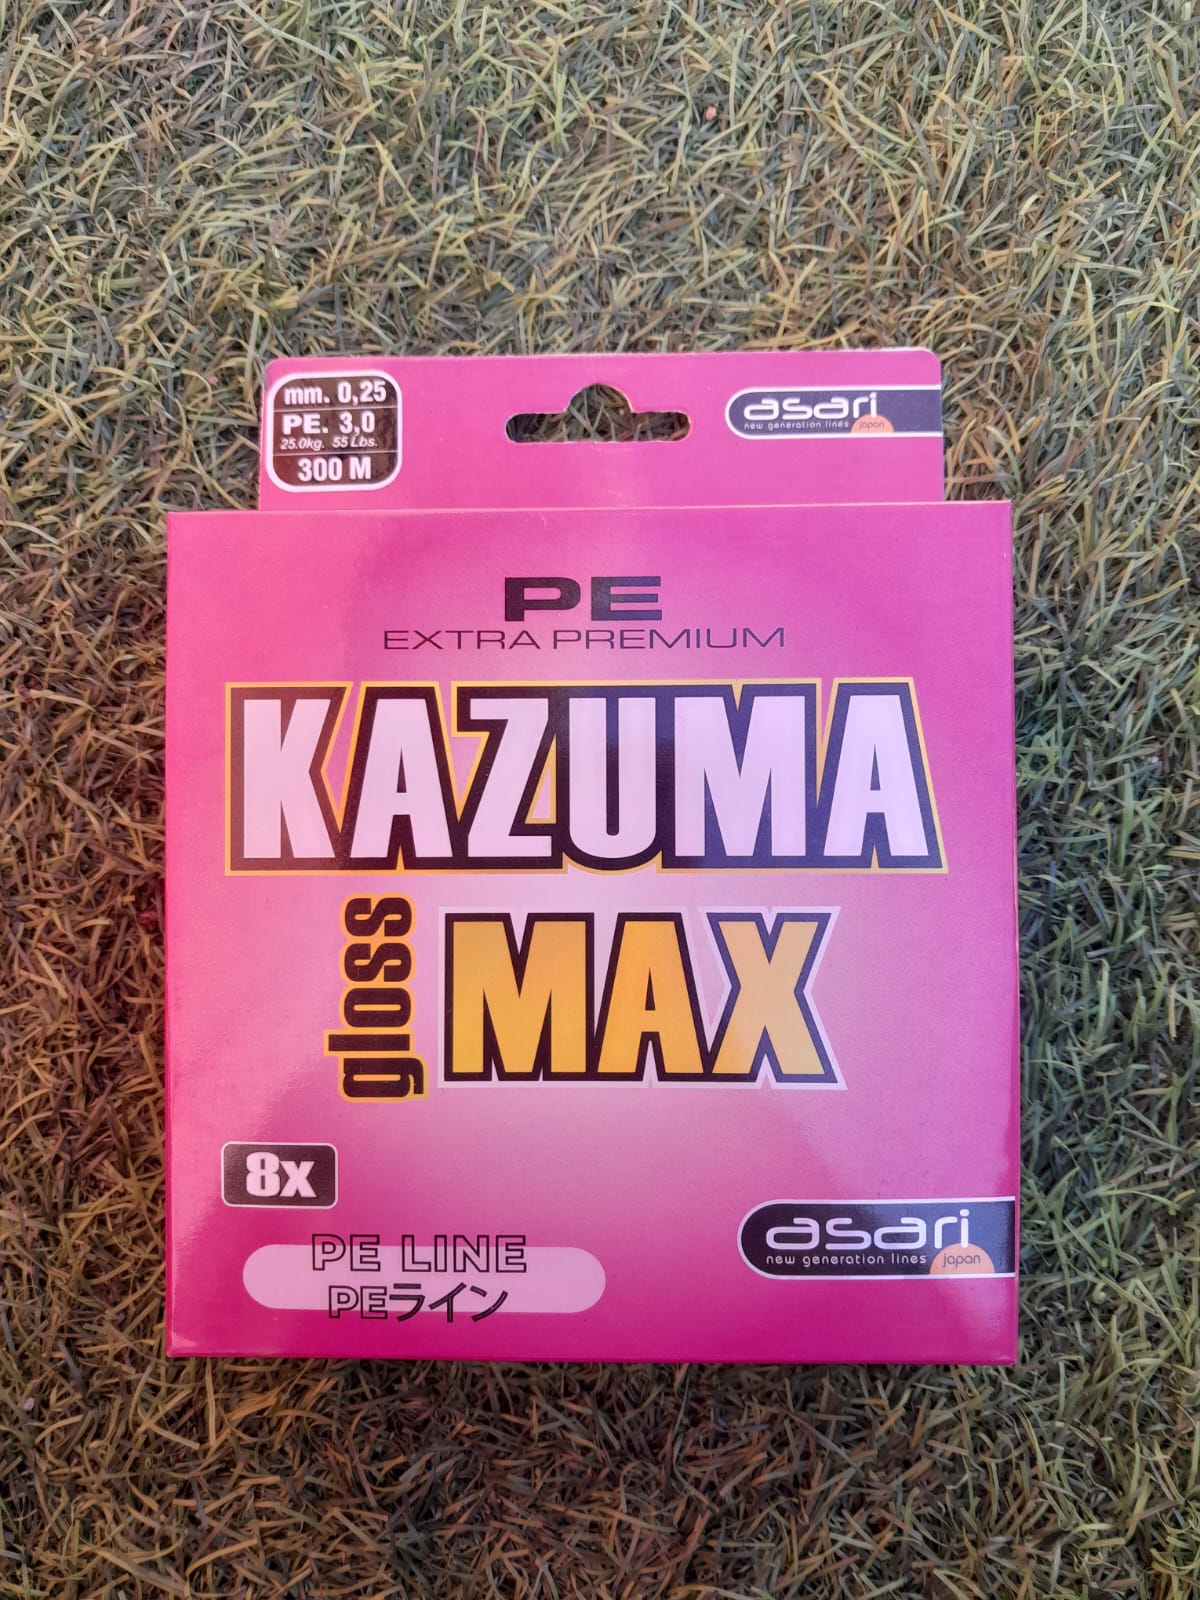 mm. 0,25
PE. 3,0
25.0kg. 55 Lbs.
300 M
asari
new generation lines japan
PE
EXTRA PREMIUM
KAZUMA
gloss
MAX
8x
asari
new generation lines japan
PE LINE
PEライン